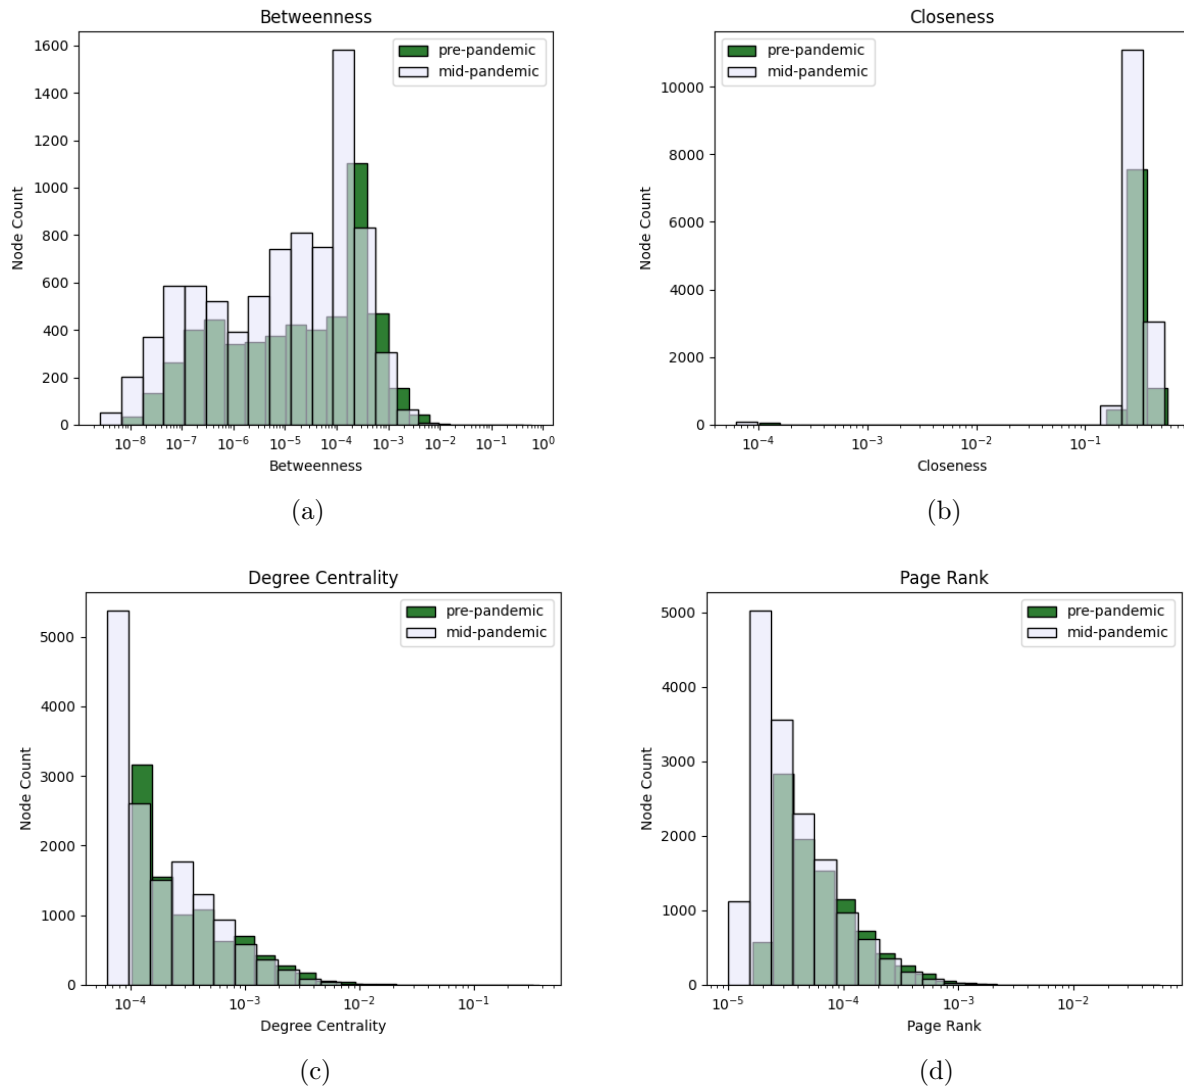 Betweenness
pre-pandemic
mid-pandemic
1600
1400
1200
1000
800
600
400
200
0
Node Count
10⁻⁸ 10⁻⁷ 10⁻⁶ 10⁻⁵ 10⁻⁴ 10⁻³ 10⁻² 10⁻¹ 10⁰
Betweenness
(a)
Closeness
pre-pandemic
mid-pandemic
10000
8000
6000
4000
2000
0
Node Count
10⁻⁴ 10⁻³ 10⁻² 10⁻¹
Closeness
(b)
Degree Centrality
pre-pandemic
mid-pandemic
5000
4000
3000
2000
1000
0
Node Count
10⁻⁴ 10⁻³ 10⁻² 10⁻¹
Degree Centrality
(c)
Page Rank
pre-pandemic
mid-pandemic
5000
4000
3000
2000
1000
0
Node Count
10⁻⁵ 10⁻⁴ 10⁻³ 10⁻²
Page Rank
(d)